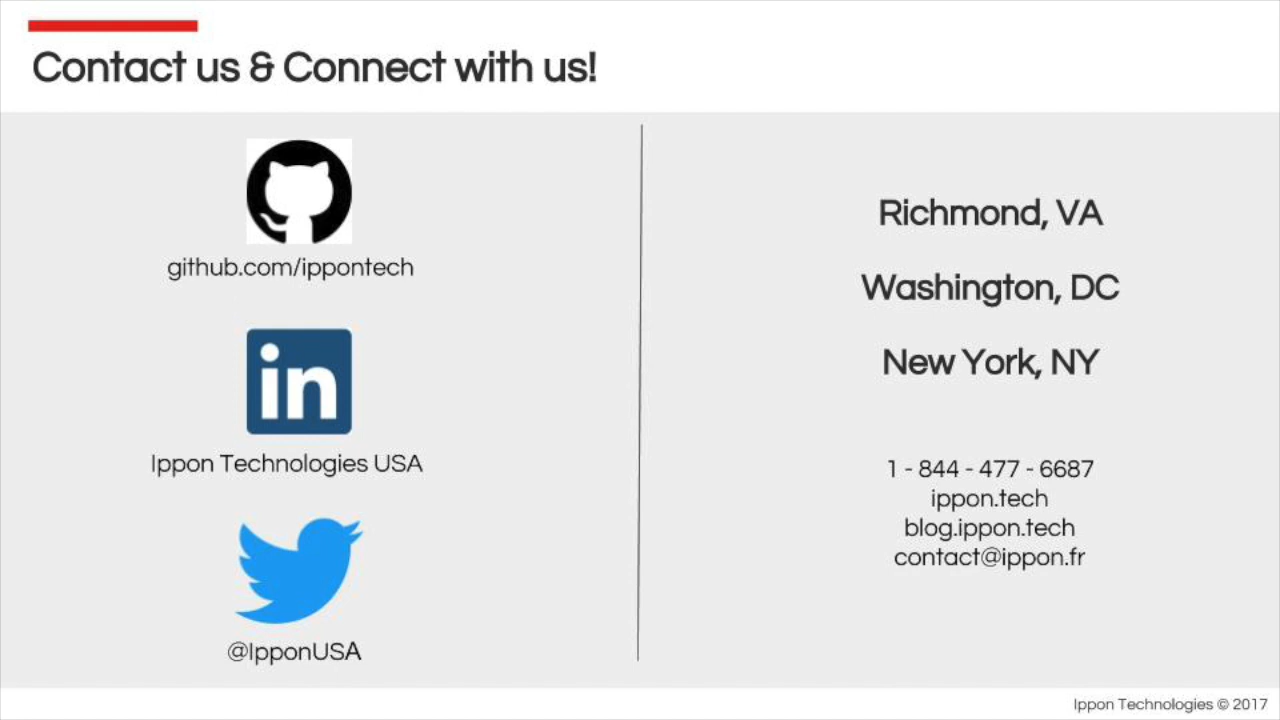 Contact us & Connect with us!
github.com/ippontech
in
Ippon Technologies USA
@IpponUSA
Richmond, VA
Washington, DC
New York, NY
1 - 844 - 477 - 6687
ippon.tech
blog.ippon.tech
contact@ippon.fr
Ippon Technologies © 2017